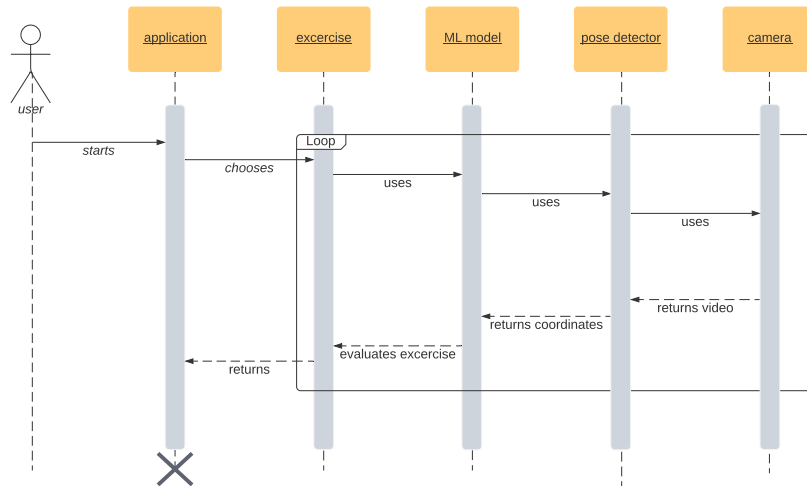 application
excercise
ML model
pose detector
camera
user
Loop
starts
chooses
uses
uses
uses
returns video
returns coordinates
evaluates excercise
returns